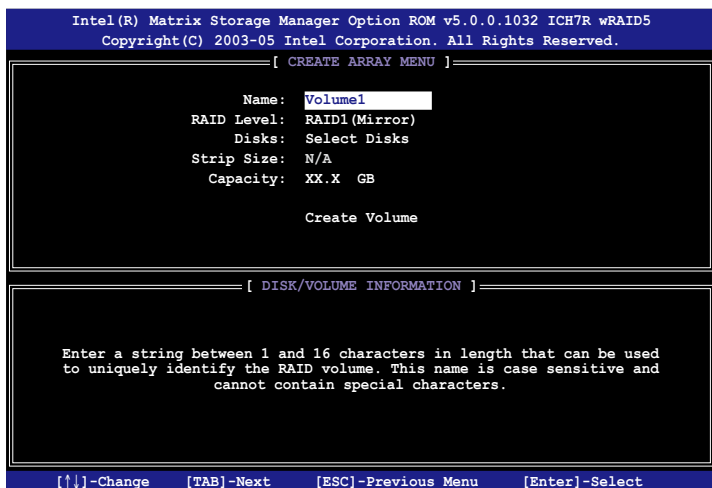 Intel(R) Matrix Storage Manager Option ROM v5.0.0.1032 ICH7R wRAID5
Copyright(C) 2003-05 Intel Corporation. All Rights Reserved.
[ CREATE ARRAY MENU ]
Name: Volume1
RAID Level: RAID1(Mirror)
Disks: Select Disks
Strip Size: N/A
Capacity: XX.X GB
Create Volume
[ DISK/VOLUME INFORMATION ]
Enter a string between 1 and 16 characters in length that can be used
to uniquely identify the RAID volume. This name is case sensitive and
cannot contain special characters.
[↑↓]-Change [TAB]-Next [ESC]-Previous Menu [Enter]-Select